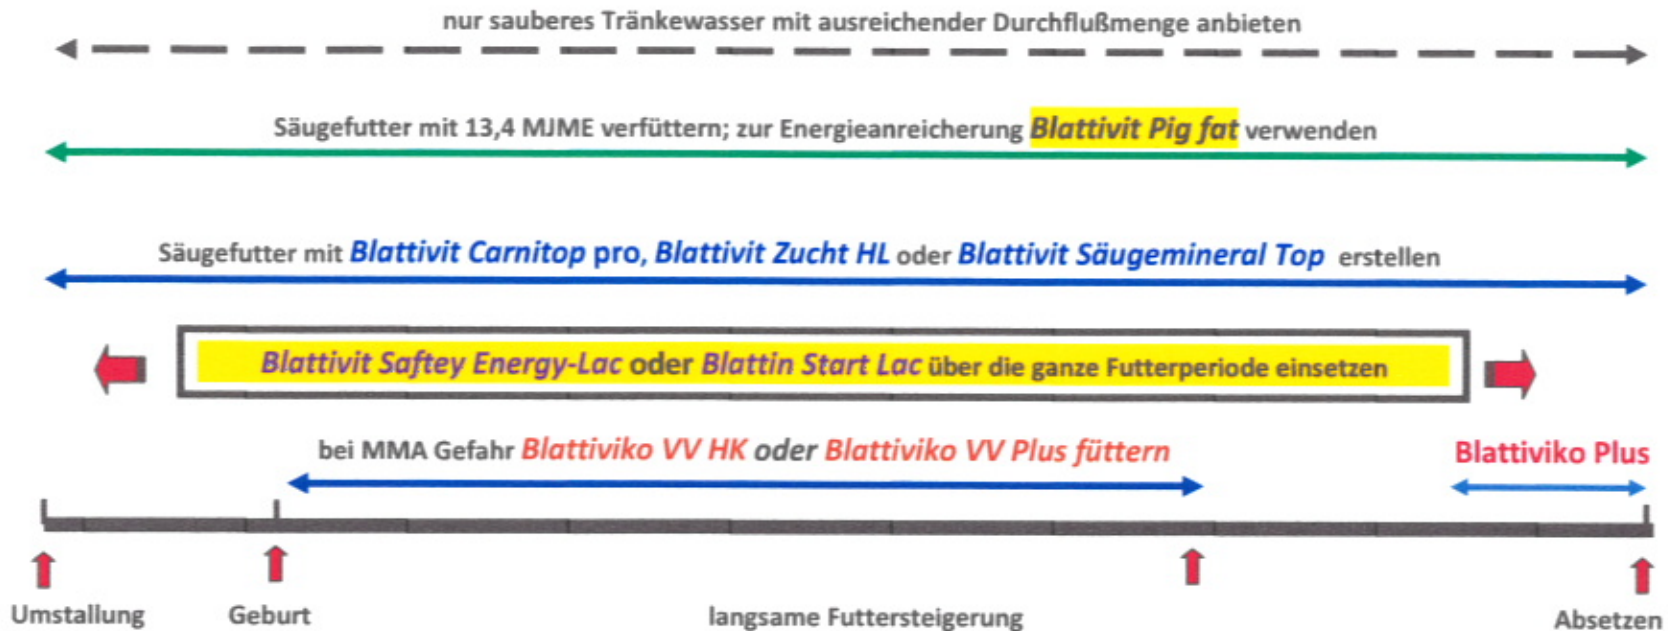 nur sauberes Tränkewasser mit ausreichender Durchflußmenge anbieten
Säugefutter mit 13,4 MJME verfüttern; zur Energieanreicherung Blattivit Pig fat verwenden
Säugefutter mit Blattivit Carnitop pro, Blattivit Zucht HL oder Blattivit Säugemineral Top erstellen
Blattivit Saftey Energy-Lac oder Blattin Start Lac über die ganze Futterperiode einsetzen
bei MMA Gefahr Blattiviko VV HK oder Blattiviko VV Plus füttern
Blattiviko Plus
Umstallung
Geburt
langsame Futtersteigerung
Absetzen